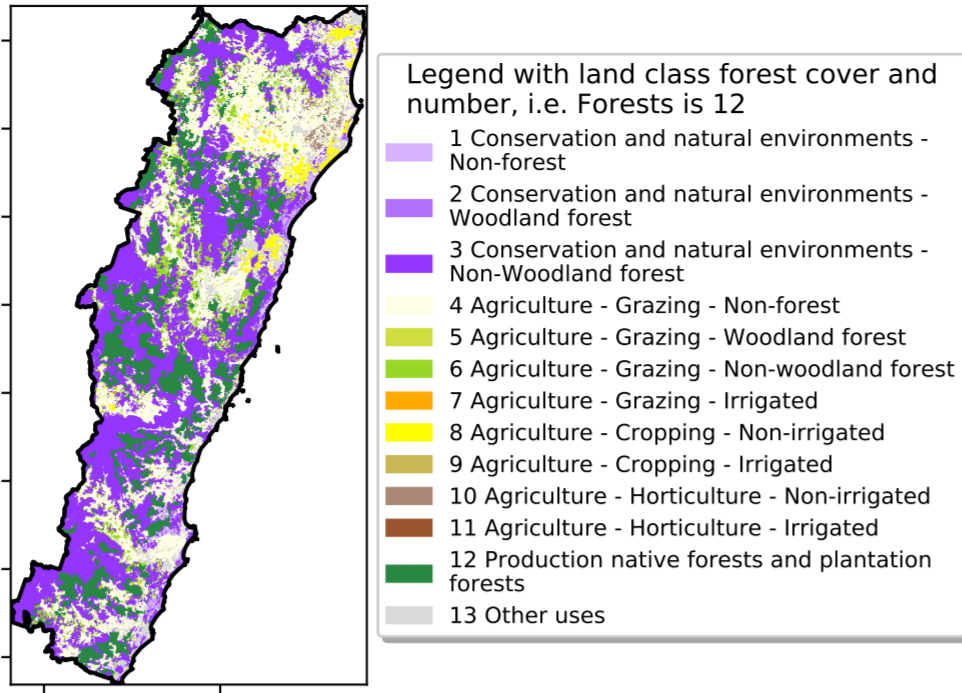 Legend with land class forest cover and
number, i.e. Forests is 12
1 Conservation and natural environments -
Non-forest
2 Conservation and natural environments -
Woodland forest
3 Conservation and natural environments -
Non-Woodland forest
4 Agriculture - Grazing - Non-forest
5 Agriculture - Grazing - Woodland forest
6 Agriculture - Grazing - Non-woodland forest
7 Agriculture - Grazing - Irrigated
8 Agriculture - Cropping - Non-irrigated
9 Agriculture - Cropping - Irrigated
10 Agriculture - Horticulture - Non-irrigated
11 Agriculture - Horticulture - Irrigated
12 Production native forests and plantation
forests
13 Other uses